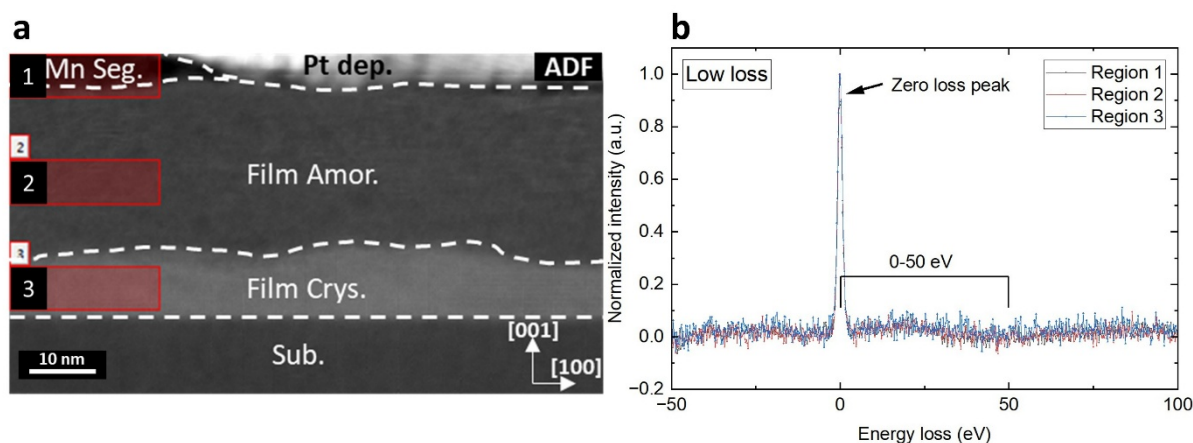 a
1
Mn Seg.
Pt dep.
ADF
2
2
Film Amor.
3
3
Film Crys.
Sub.
10 nm
[001]
[100]
b
Low loss
Zero loss peak
Region 1
Region 2
Region 3
0-50 eV
Normalized intensity (a.u.)
1.0
0.8
0.6
0.4
0.2
0.0
−0.2
−50
0
50
100
Energy loss (eV)